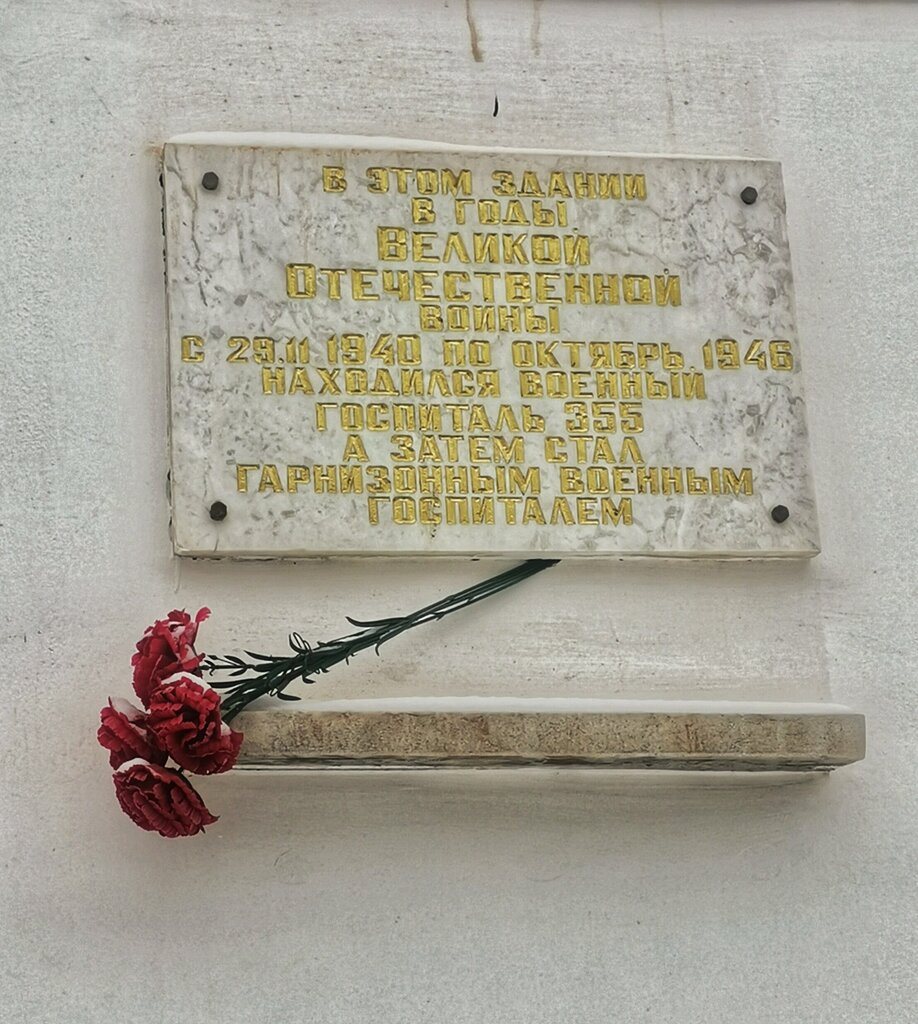 В ЭТОМ ЗДАНИИ
В ГОДЫ
ВЕЛИКОЙ
ОТЕЧЕСТВЕННОЙ
ВОЙНЫ
С 29.11 1940 ПО ОКТЯБРЬ 1946
НАХОДИЛСЯ ВОЕННЫЙ
ГОСПИТАЛЬ 355
А ЗАТЕМ СТАЛ
ГАРНИЗОННЫМ ВОЕННЫМ
ГОСПИТАЛЕМ